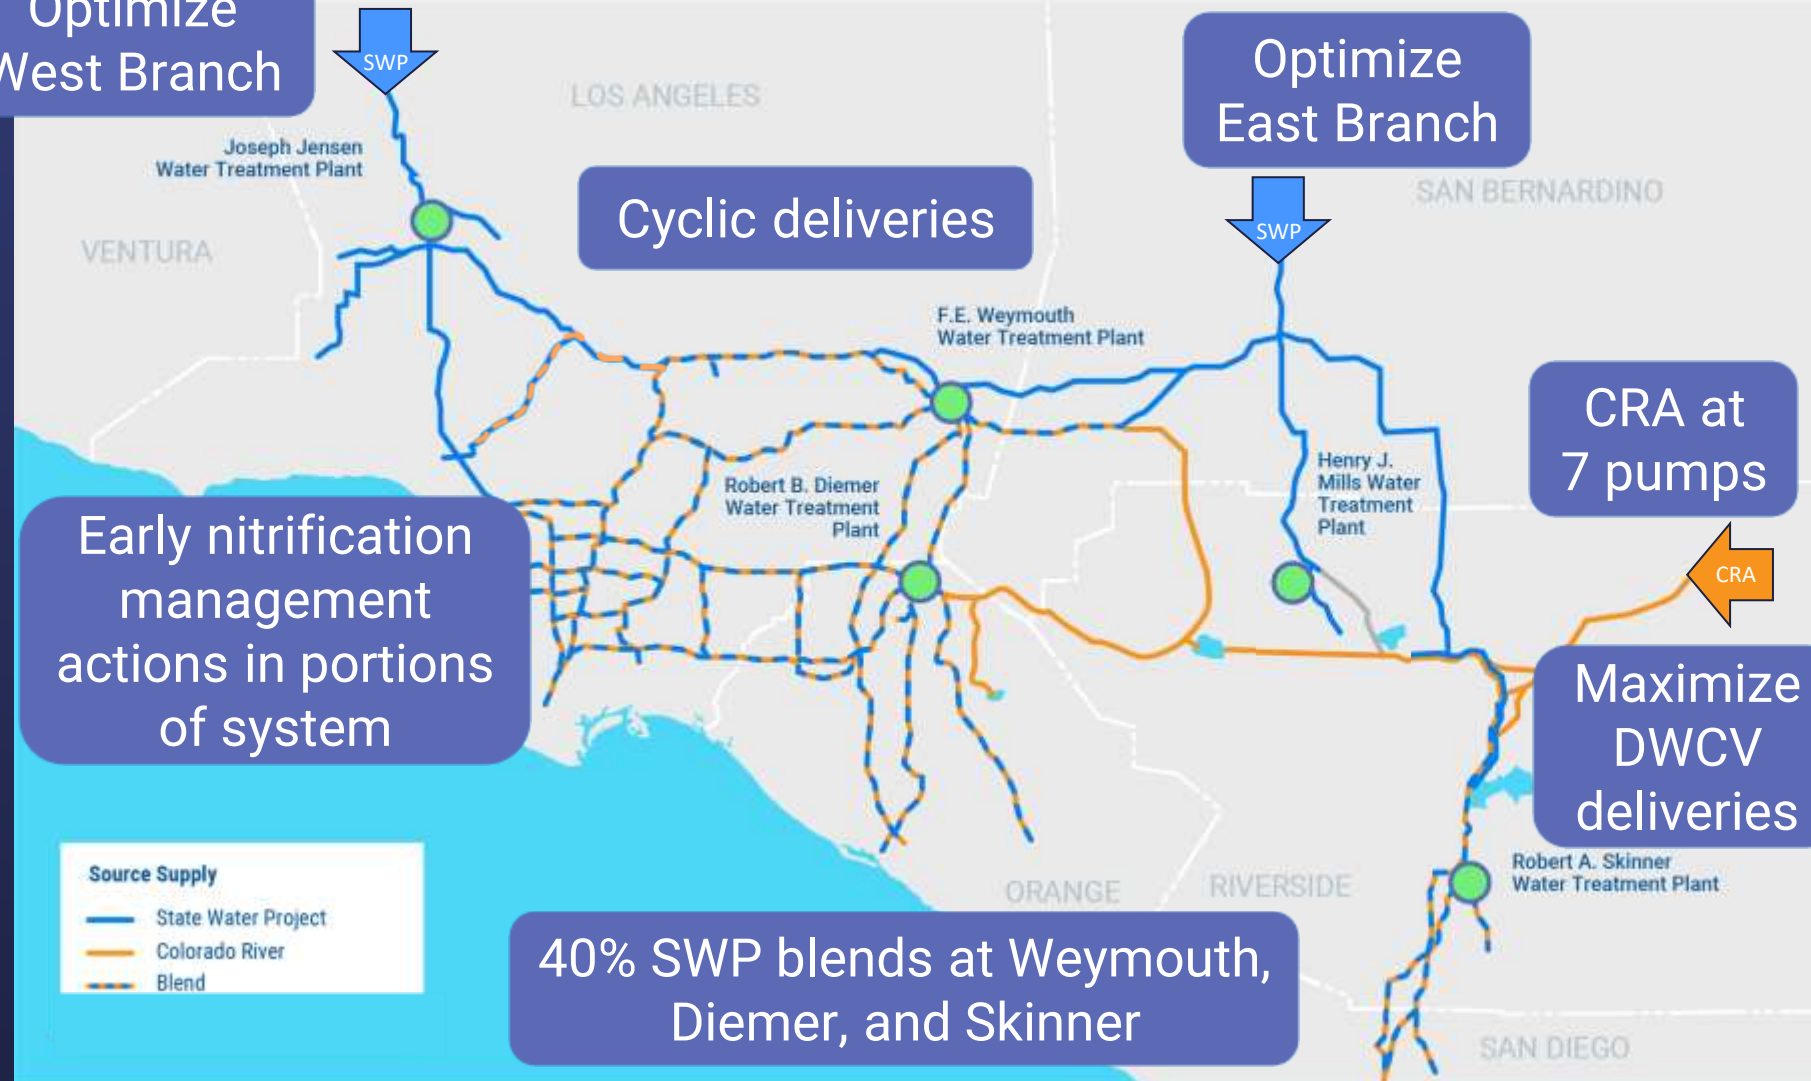 Optimize
West Branch
SWP
LOS ANGELES
Optimize
East Branch
Joseph Jensen
Water Treatment Plant
Cyclic deliveries
SWP
SAN BERNARDINO
VENTURA
F.E. Weymouth
Water Treatment Plant
CRA at
7 pumps
Henry J.
Mills Water
Treatment
Plant
Robert B. Diemer
Water Treatment
Plant
Early nitrification
management
actions in portions
of system
CRA
Maximize
DWCV
deliveries
Robert A. Skinner
Water Treatment Plant
Source Supply
State Water Project
Colorado River
Blend
ORANGE
RIVERSIDE
40% SWP blends at Weymouth,
Diemer, and Skinner
SAN DIEGO